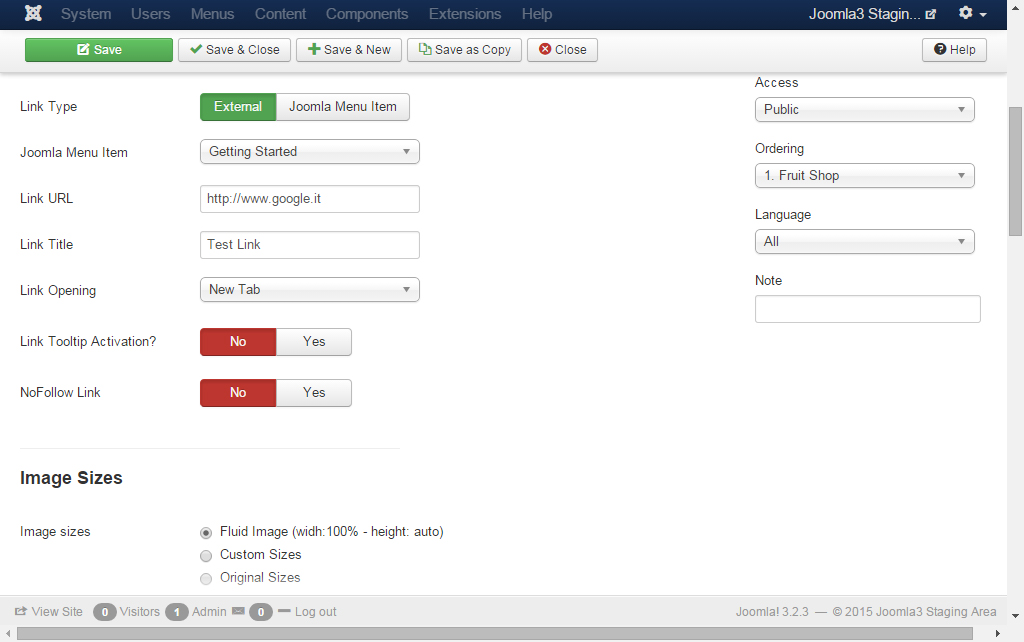 System Users Menus Content Components Extensions Help Joomla3 Stagin...
Save Save & Close Save & New Save as Copy Close Help
Link Type External Joomla Menu Item
Joomla Menu Item Getting Started
Link URL http://www.google.it
Link Title Test Link
Link Opening New Tab
Link Tooltip Activation? No Yes
NoFollow Link No Yes
Access
Public
Ordering
1. Fruit Shop
Language
All
Note
Image Sizes
Image sizes Fluid Image (widh:100% - height: auto)
Custom Sizes
Original Sizes
View Site 0 Visitors 1 Admin 0 Log out Joomla! 3.2.3 — © 2015 Joomla3 Staging Area